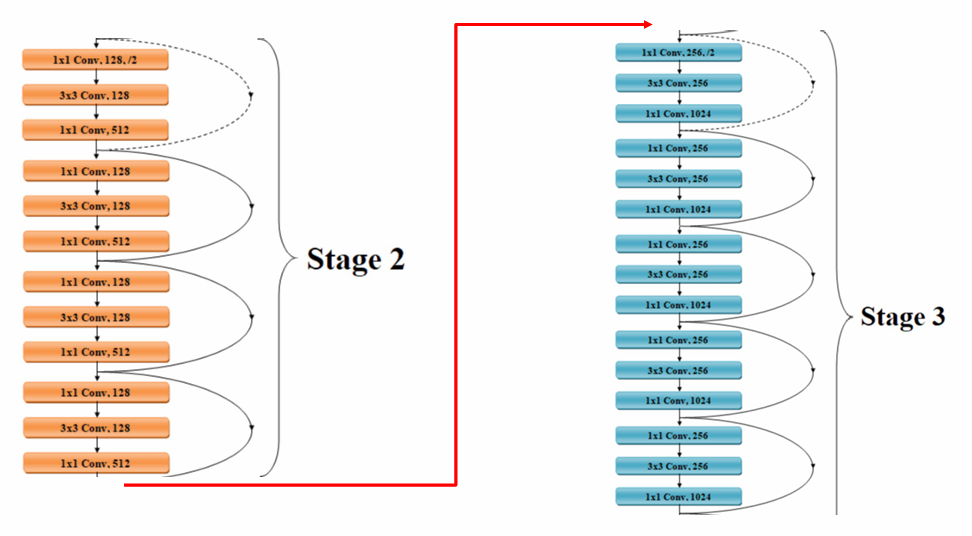 1x1 Conv, 128, /2
3x3 Conv, 128
1x1 Conv, 512
1x1 Conv, 128
3x3 Conv, 128
1x1 Conv, 512
1x1 Conv, 128
3x3 Conv, 128
1x1 Conv, 512
1x1 Conv, 128
3x3 Conv, 128
1x1 Conv, 512
Stage 2
1x1 Conv, 256, /2
3x3 Conv, 256
1x1 Conv, 1024
1x1 Conv, 256
3x3 Conv, 256
1x1 Conv, 1024
1x1 Conv, 256
3x3 Conv, 256
1x1 Conv, 1024
1x1 Conv, 256
3x3 Conv, 256
1x1 Conv, 1024
1x1 Conv, 256
3x3 Conv, 256
1x1 Conv, 1024
Stage 3